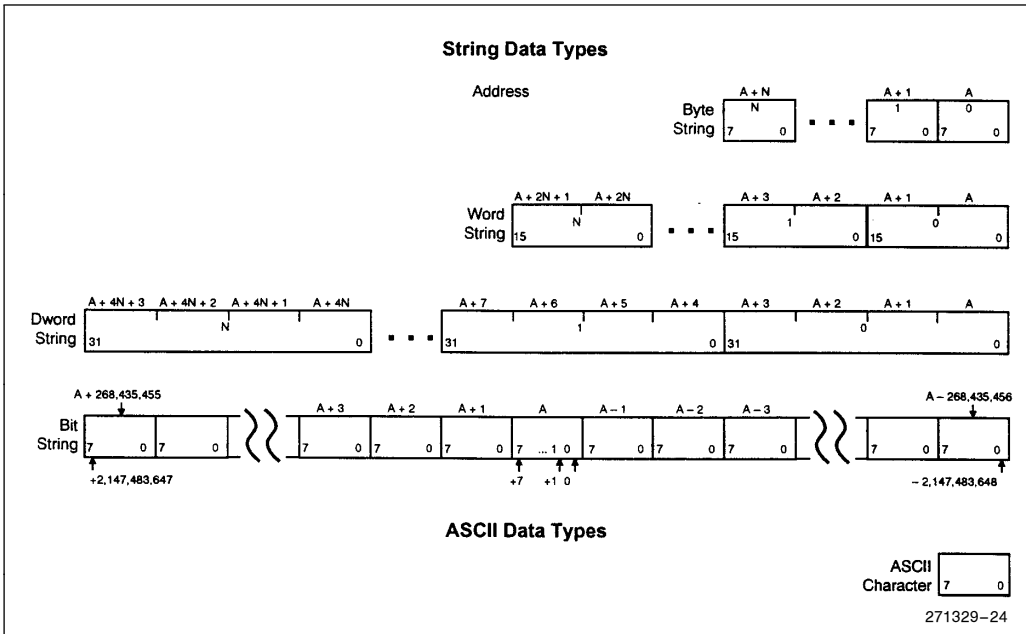 String Data Types
Address
A + N A + 1 A
Byte String
N 1 0
7 0 ▪ ▪ ▪ 7 0 7 0
A + 2N + 1 A + 2N A + 3 A + 2 A + 1 A
Word String
N 1 0
15 0 ▪ ▪ ▪ 15 0 15 0
A + 4N + 3 A + 4N + 2 A + 4N + 1 A + 4N A + 7 A + 6 A + 5 A + 4 A + 3 A + 2 A + 1 A
Dword String
N 1 0
31 0 ▪ ▪ ▪ 31 0 31 0
A + 268,435,455 A − 268,435,456
A + 3 A + 2 A + 1 A A − 1 A − 2 A − 3
Bit String
7 0 7 0 7 0 7 0 7 0 7 ... 1 0 7 0 7 0 7 0 7 0 7 0
+2,147,483,647 +7 +1 0 − 2,147,483,648
ASCII Data Types
ASCII Character
7 0
271329–24